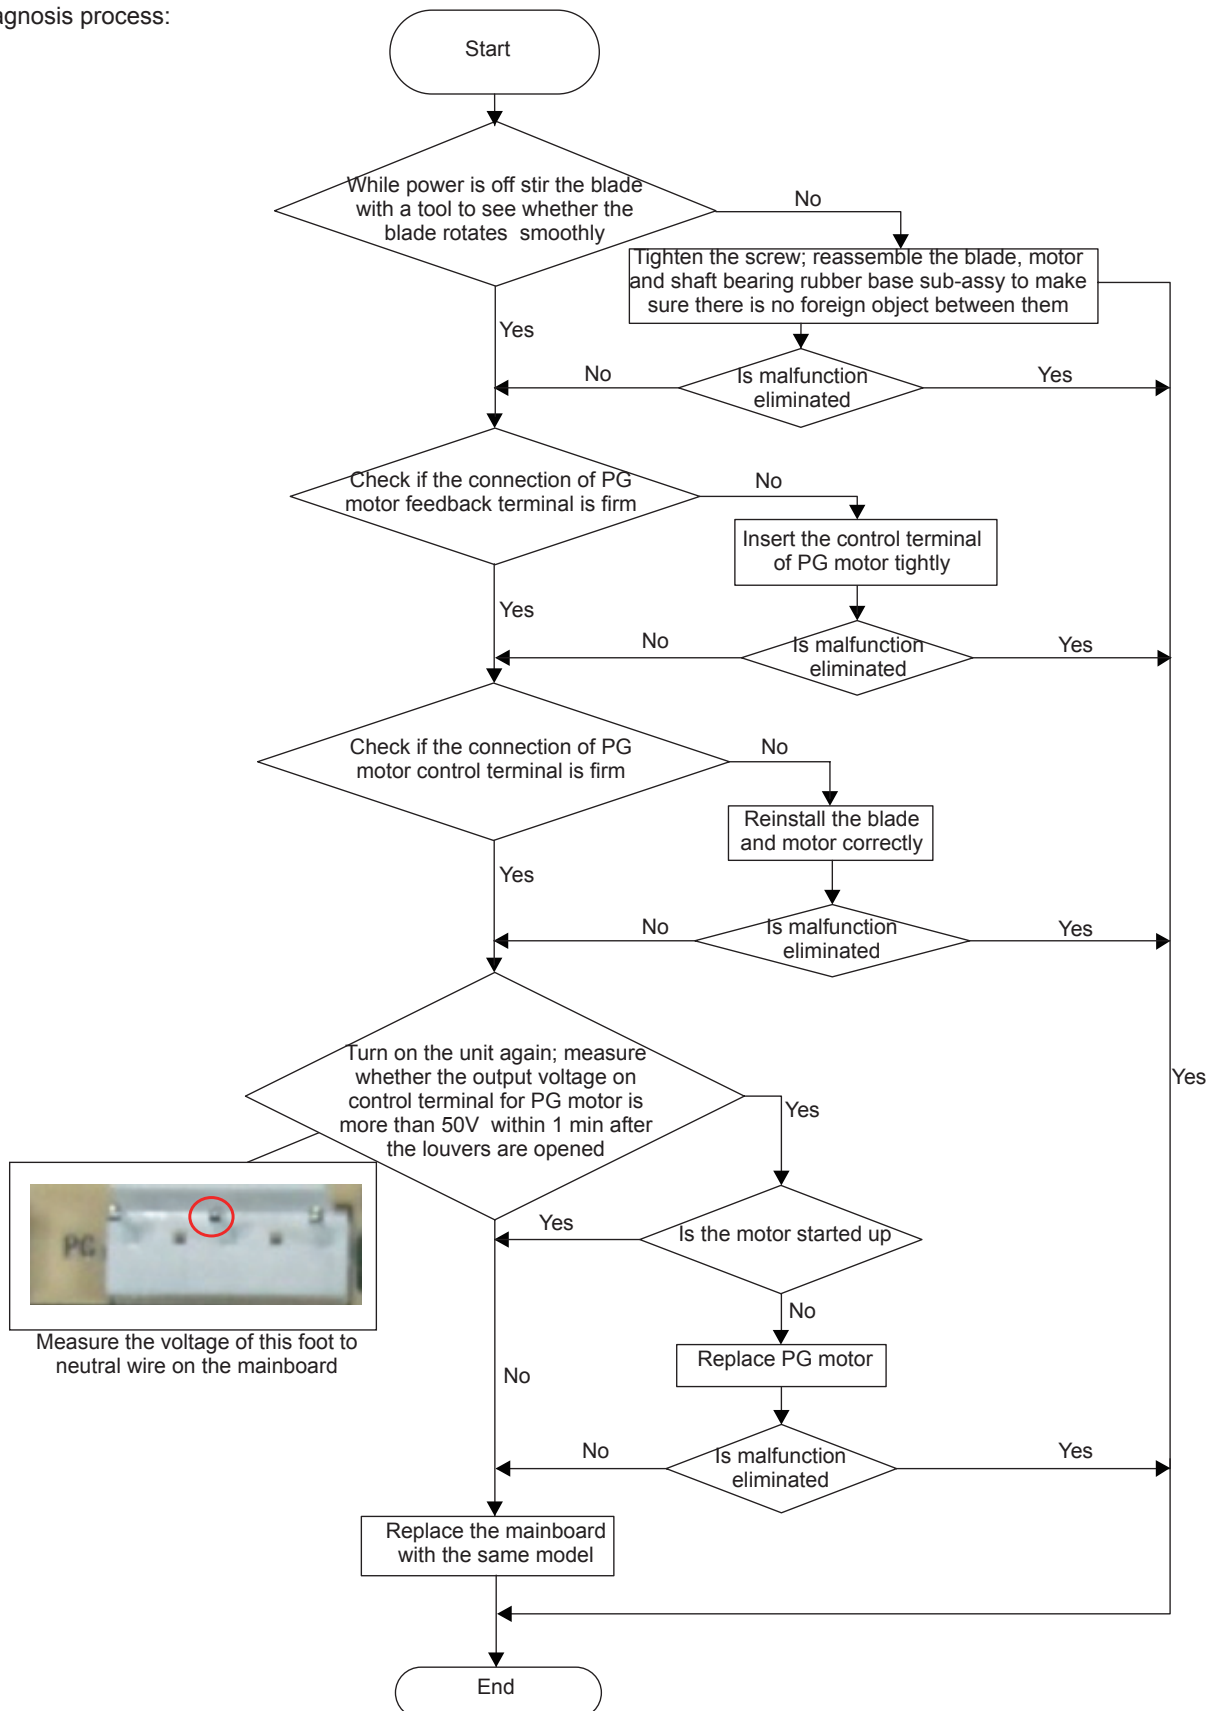 agnosis process:
Start
While power is off stir the blade
with a tool to see whether the
blade rotates smoothly
No
Tighten the screw; reassemble the blade, motor
and shaft bearing rubber base sub-assy to make
sure there is no foreign object between them
Yes
Is malfunction
eliminated
No
Yes
Check if the connection of PG
motor feedback terminal is firm
No
Insert the control terminal
of PG motor tightly
Yes
Is malfunction
eliminated
No
Yes
Check if the connection of PG
motor control terminal is firm
No
Reinstall the blade
and motor correctly
Yes
Is malfunction
eliminated
No
Yes
Turn on the unit again; measure
whether the output voltage on
control terminal for PG motor is
more than 50V within 1 min after
the louvers are opened
Yes
Yes
PG
Measure the voltage of this foot to
neutral wire on the mainboard
Is the motor started up
Yes
No
Replace PG motor
No
Is malfunction
eliminated
No
Yes
Replace the mainboard
with the same model
End